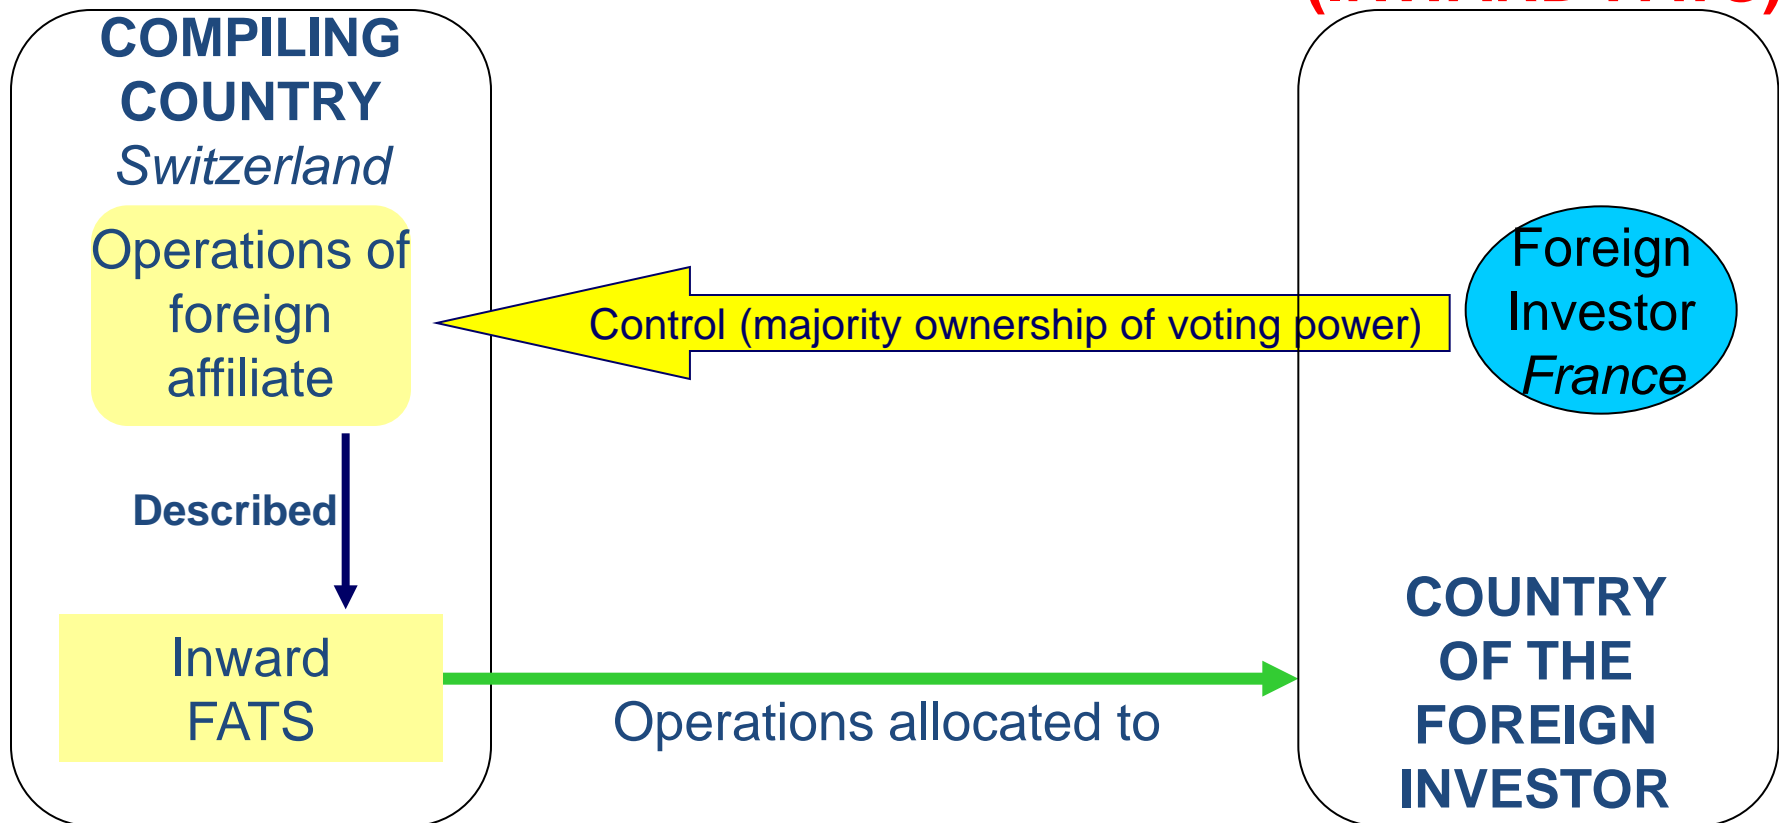 COMPILING
COUNTRY
Switzerland
Operations of
foreign
affiliate
Described
Inward
FATS
Control (majority ownership of voting power)
Operations allocated to
Foreign
Investor
France
COUNTRY
OF THE
FOREIGN
INVESTOR